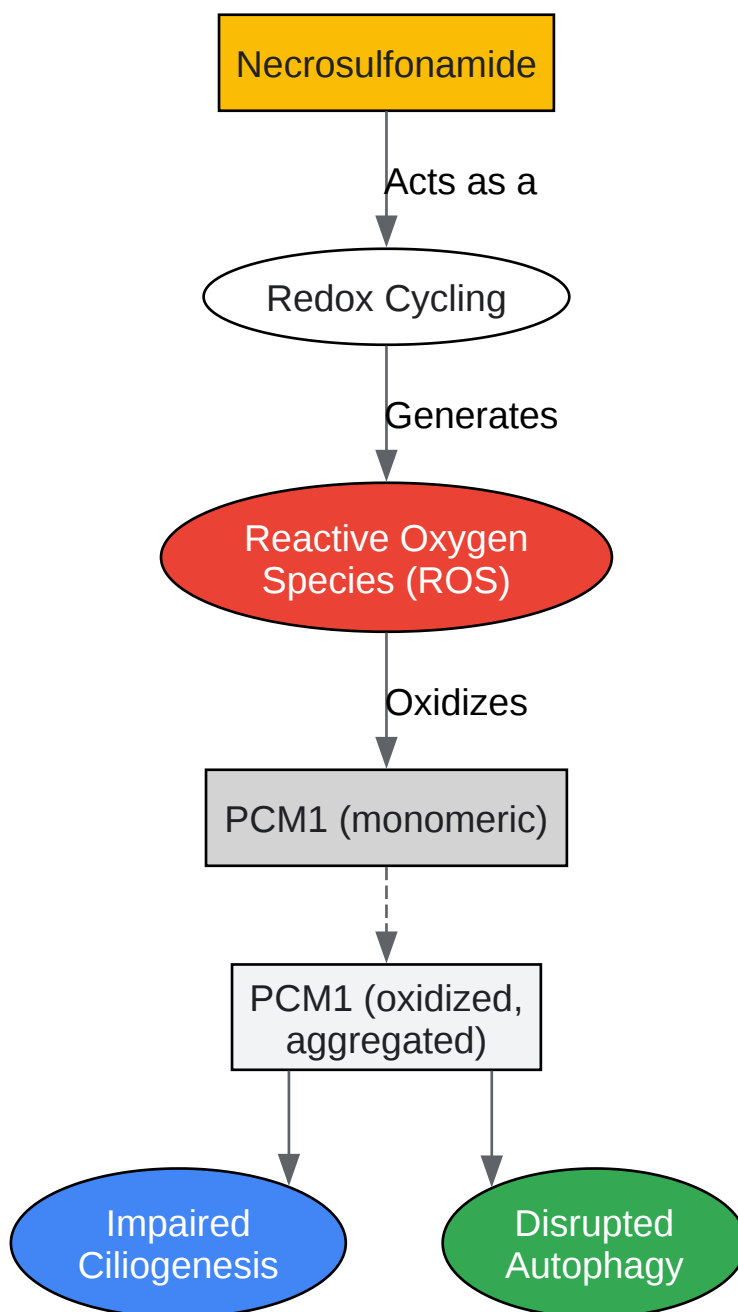 Necrosulfonamide
Acts as a
Redox Cycling
Generates
Reactive Oxygen
Species (ROS)
Oxidizes
PCM1 (monomeric)
PCM1 (oxidized,
aggregated)
Impaired
Ciliogenesis
Disrupted
Autophagy